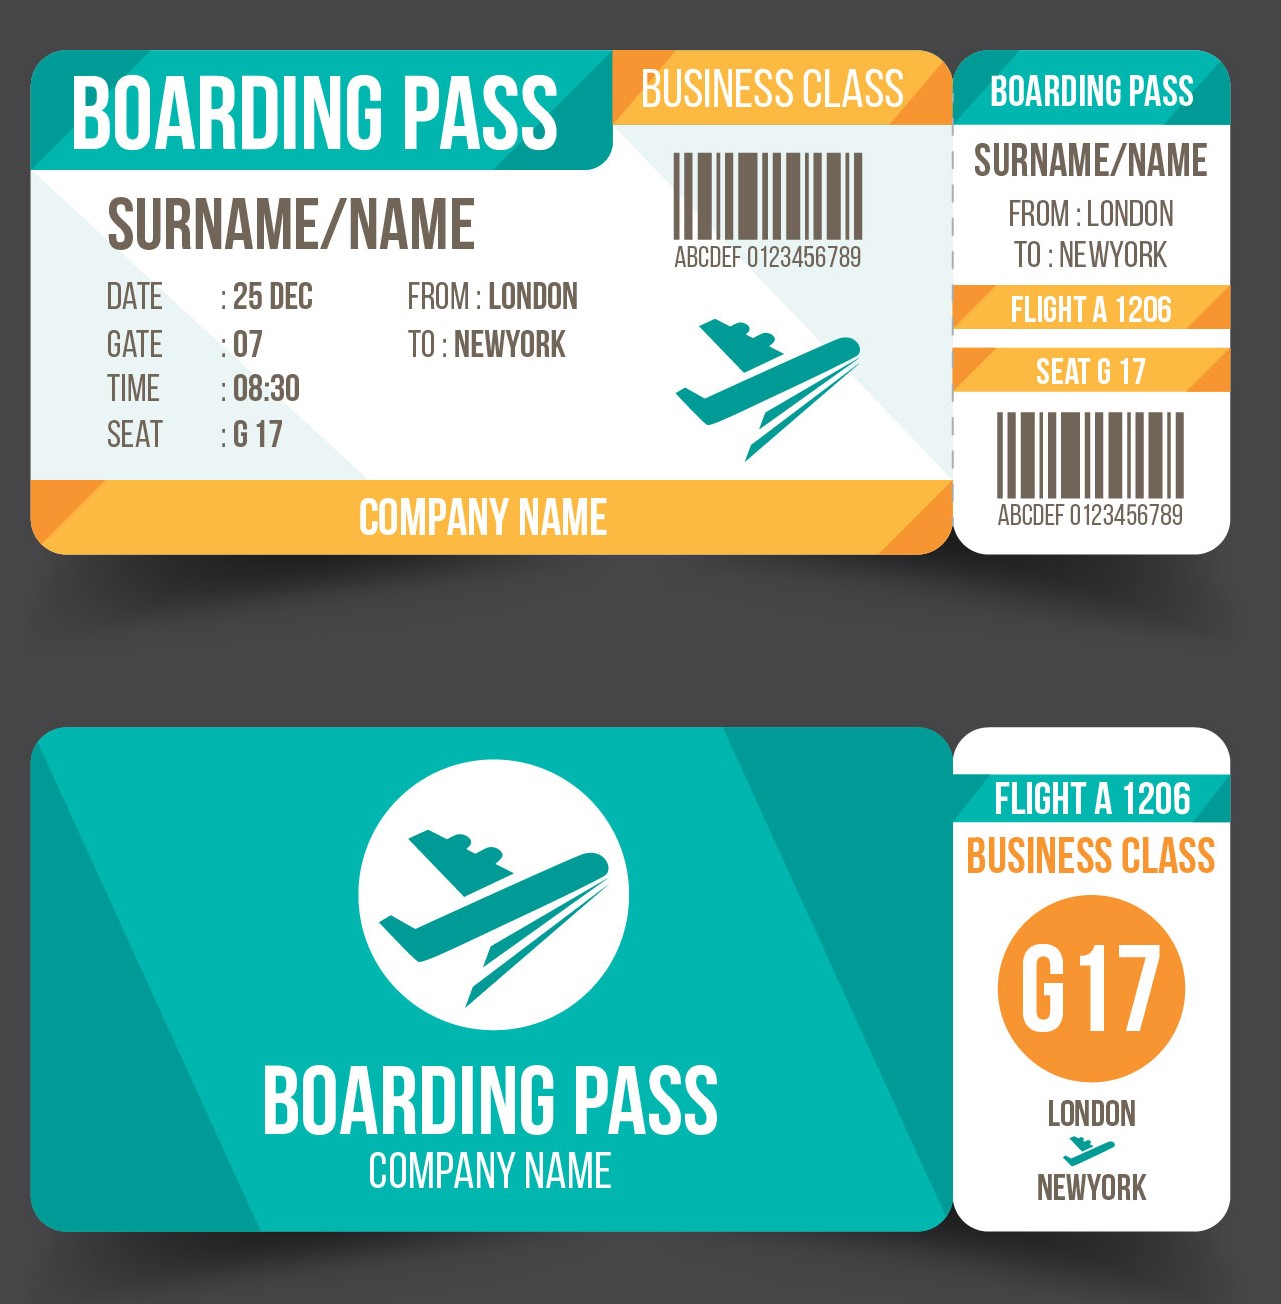 BOARDING PASS
BUSINESS CLASS
SURNAME/NAME
DATE : 25 DEC
FROM : LONDON
GATE : 07
TO : NEWYORK
TIME : 08:30
SEAT : G 17
ABCDEF 0123456789
COMPANY NAME
BOARDING PASS
SURNAME/NAME
FROM : LONDON
TO : NEWYORK
FLIGHT A 1206
SEAT G 17
ABCDEF 0123456789
BOARDING PASS
COMPANY NAME
FLIGHT A 1206
BUSINESS CLASS
G17
LONDON
NEWYORK